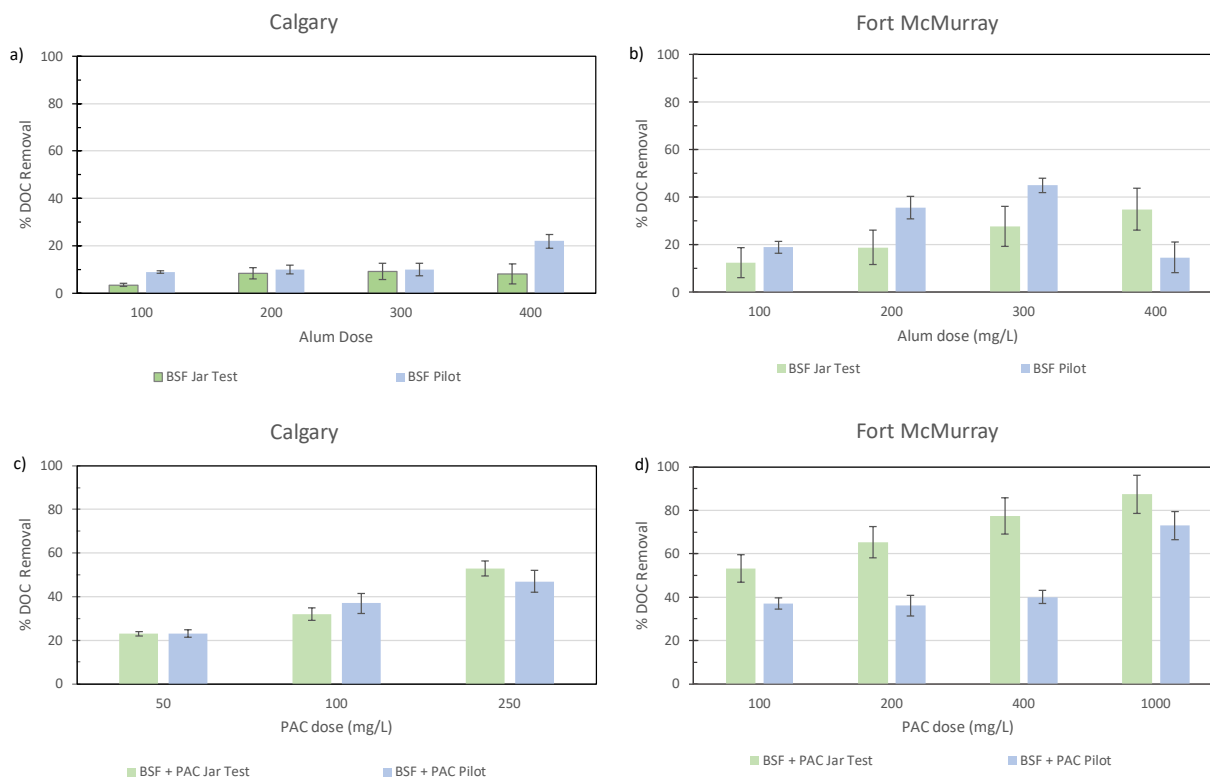 Calgary
a)
100
80
60
40
20
0
% DOC Removal
100 200 300 400
Alum Dose
BSF Jar Test BSF Pilot
Fort McMurray
b)
100
80
60
40
20
0
% DOC Removal
100 200 300 400
Alum dose (mg/L)
BSF Jar Test BSF Pilot
Calgary
c)
100
80
60
40
20
0
% DOC Removal
50 100 250
PAC dose (mg/L)
BSF + PAC Jar Test BSF + PAC Pilot
Fort McMurray
d)
100
80
60
40
20
0
% DOC Removal
100 200 400 1000
PAC dose (mg/L)
BSF + PAC Jar Test BSF + PAC Pilot